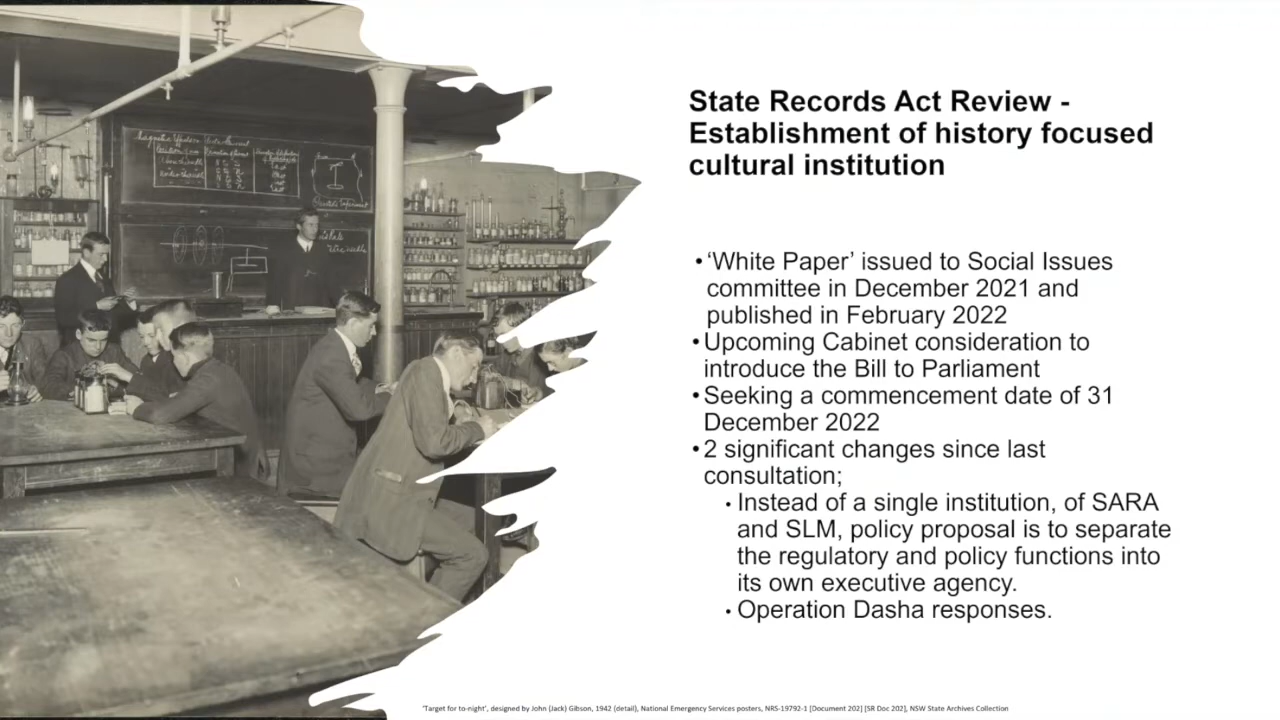 State Records Act Review -
Establishment of history focused
cultural institution
• ‘White Paper’ issued to Social Issues
committee in December 2021 and
published in February 2022
• Upcoming Cabinet consideration to
introduce the Bill to Parliament
• Seeking a commencement date of 31
December 2022
• 2 significant changes since last
consultation;
• Instead of a single institution, of SARA
and SLM, policy proposal is to separate
the regulatory and policy functions into
its own executive agency.
• Operation Dasha responses.
'Target for to-night', designed by John (Jack) Gibson, 1942 (detail), National Emergency Services posters, NRS-19792-1 [Document 202] [SR Doc 202], NSW State Archives Collection